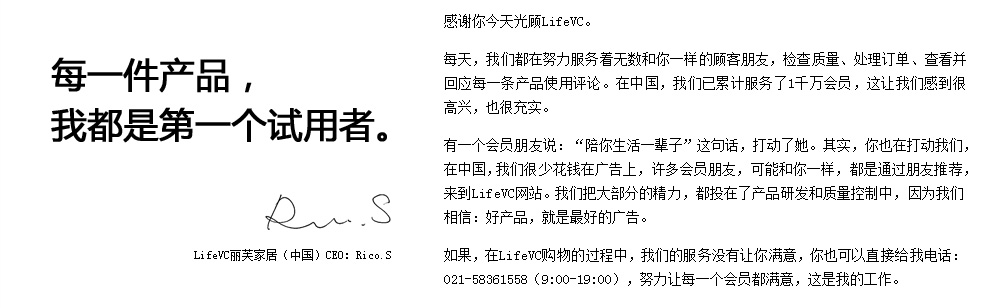 每一件产品，
我都是第一个试用者。
Rico.S
LifeVC丽芙家居（中国）CEO：Rico.S
感谢你今天光顾LifeVC。
每天，我们都在努力服务着无数和你一样的顾客朋友，检查质量、处理订单、查看并
回应每一条产品使用评论。在中国，我们已累计服务了1千万会员，这让我们感到很
高兴，也很充实。
有一个会员朋友说：“陪你生活一辈子”这句话，打动了她。其实，你也在打动我们，
在中国，我们很少花钱在广告上，许多会员朋友，可能和你一样，都是通过朋友推荐，
来到LifeVC网站。我们把大部分的精力，都投在了产品研发和质量控制中，因为我们
相信：好产品，就是最好的广告。
如果，在LifeVC购物的过程中，我们的服务没有让你满意，你也可以直接给我电话：
021-58361558（9:00-19:00），努力让每一个会员都满意，这是我的工作。